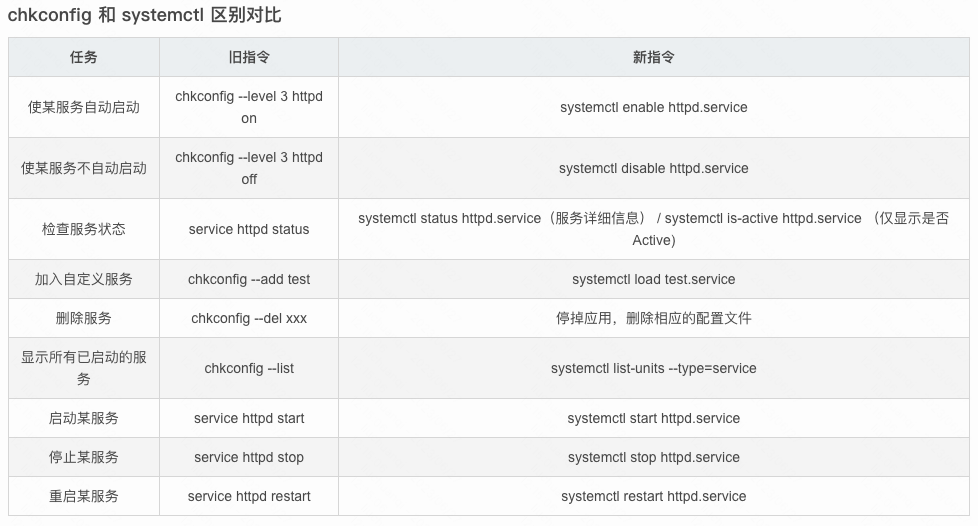 chkconfig 和 systemctl 区别对比
任务 旧指令 新指令
使某服务自动启动 chkconfig --level 3 httpd on systemctl enable httpd.service
使某服务不自动启动 chkconfig --level 3 httpd off systemctl disable httpd.service
检查服务状态 service httpd status systemctl status httpd.service（服务详细信息） / systemctl is-active httpd.service （仅显示是否 Active)
加入自定义服务 chkconfig --add test systemctl load test.service
删除服务 chkconfig --del xxx 停掉应用，删除相应的配置文件
显示所有已启动的服务 chkconfig --list systemctl list-units --type=service
启动某服务 service httpd start systemctl start httpd.service
停止某服务 service httpd stop systemctl stop httpd.service
重启某服务 service httpd restart systemctl restart httpd.service